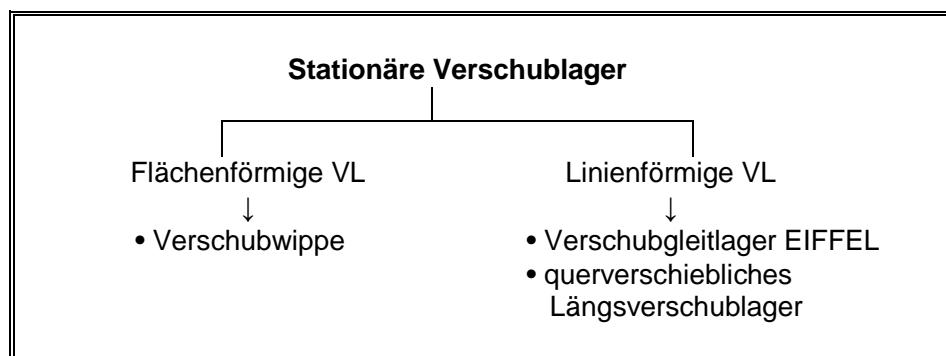 Stationäre Verschublager
Flächenförmige VL
Linienförmige VL
↓
↓
• Verschubwippe
• Verschubgleitlager EIFFEL
• querverschiebliches
Längsverschublager